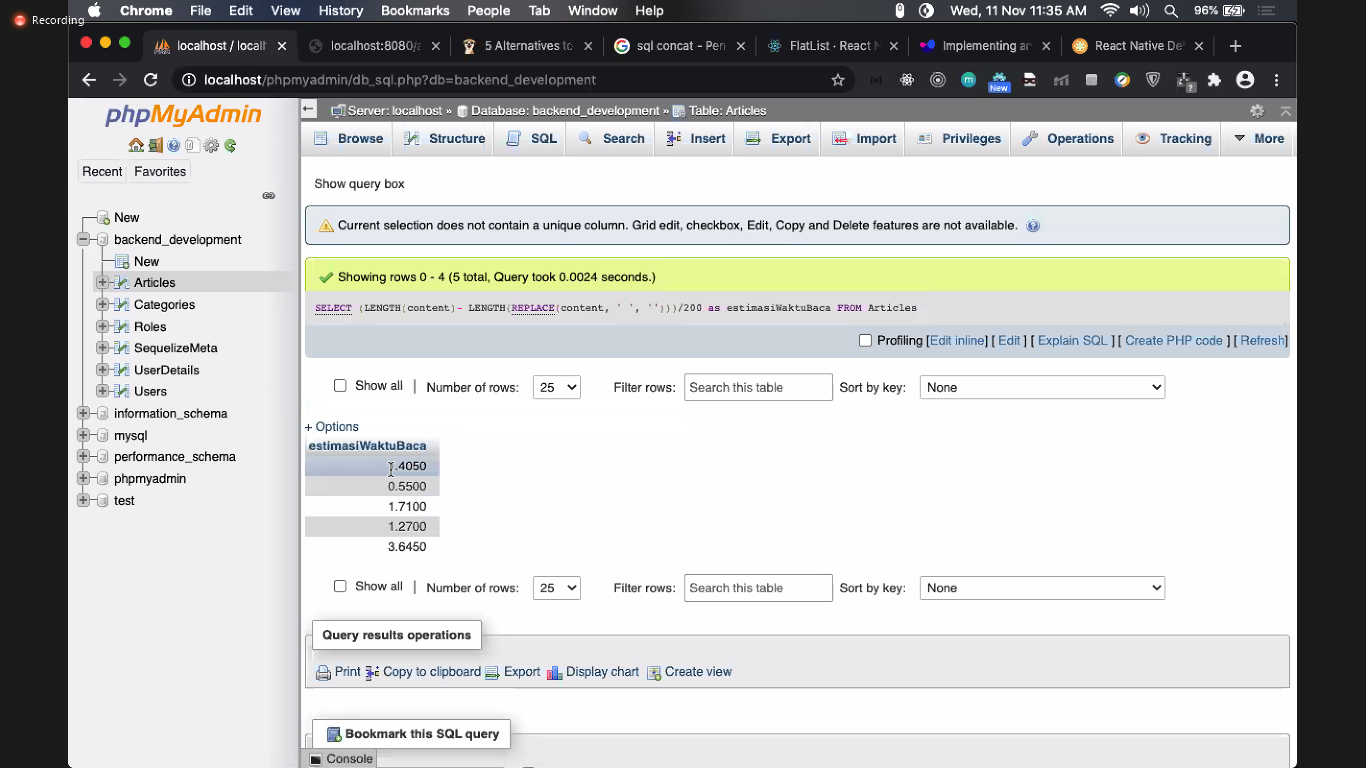 Recording
Chrome File Edit View History Bookmarks People Tab Window Help Wed, 11 Nov 11:35 AM 96%
localhost / localh localhost:8080/a 5 Alternatives to sql concat - Pen FlatList · React N Implementing an React Native De
localhost/phpmyadmin/db_sql.php?db=backend_development New
phpMyAdmin
Recent Favorites
New
backend_development
New
Articles
Categories
Roles
SequelizeMeta
UserDetails
Users
information_schema
mysql
performance_schema
phpmyadmin
test
Server: localhost » Database: backend_development » Table: Articles
Browse Structure SQL Search Insert Export Import Privileges Operations Tracking More
Show query box
Current selection does not contain a unique column. Grid edit, checkbox, Edit, Copy and Delete features are not available.
Showing rows 0 - 4 (5 total, Query took 0.0024 seconds.)
SELECT (LENGTH(content)- LENGTH(REPLACE(content, ' ', '')))/200 as estimasiWaktuBaca FROM Articles
Profiling [Edit inline] [ Edit ] [ Explain SQL ] [ Create PHP code ] [ Refresh]
Show all | Number of rows: 25 Filter rows: Search this table Sort by key: None
+ Options
estimasiWaktuBaca
.4050
0.5500
1.7100
1.2700
3.6450
Show all | Number of rows: 25 Filter rows: Search this table Sort by key: None
Query results operations
Print Copy to clipboard Export Display chart Create view
Bookmark this SQL query
Console